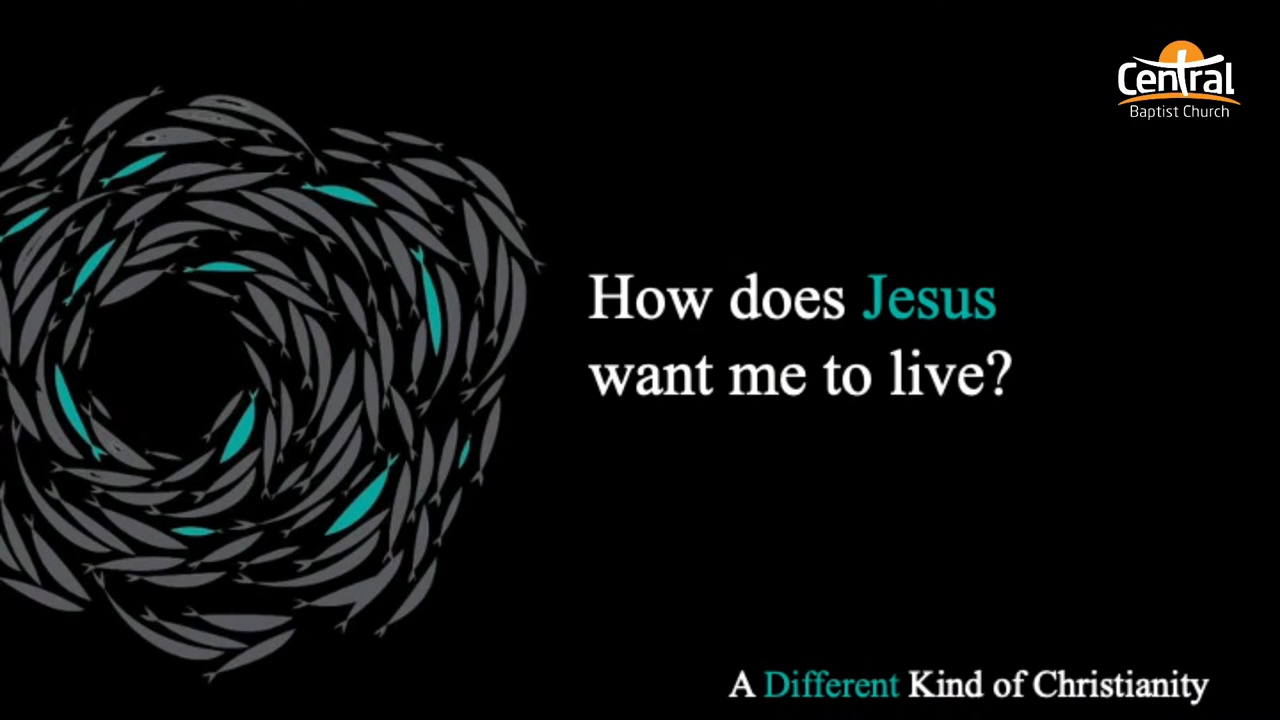 Central
Baptist Church
How does Jesus
want me to live?
A Different Kind of Christianity